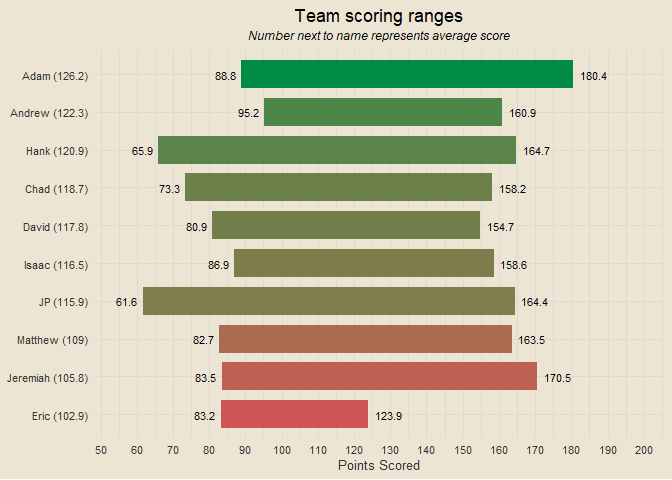 Team scoring ranges
Number next to name represents average score
Adam (126.2) 88.8 180.4
Andrew (122.3) 95.2 160.9
Hank (120.9) 65.9 164.7
Chad (118.7) 73.3 158.2
David (117.8) 80.9 154.7
Isaac (116.5) 86.9 158.6
JP (115.9) 61.6 164.4
Matthew (109) 82.7 163.5
Jeremiah (105.8) 83.5 170.5
Eric (102.9) 83.2 123.9
50 60 70 80 90 100 110 120 130 140 150 160 170 180 190 200
Points Scored